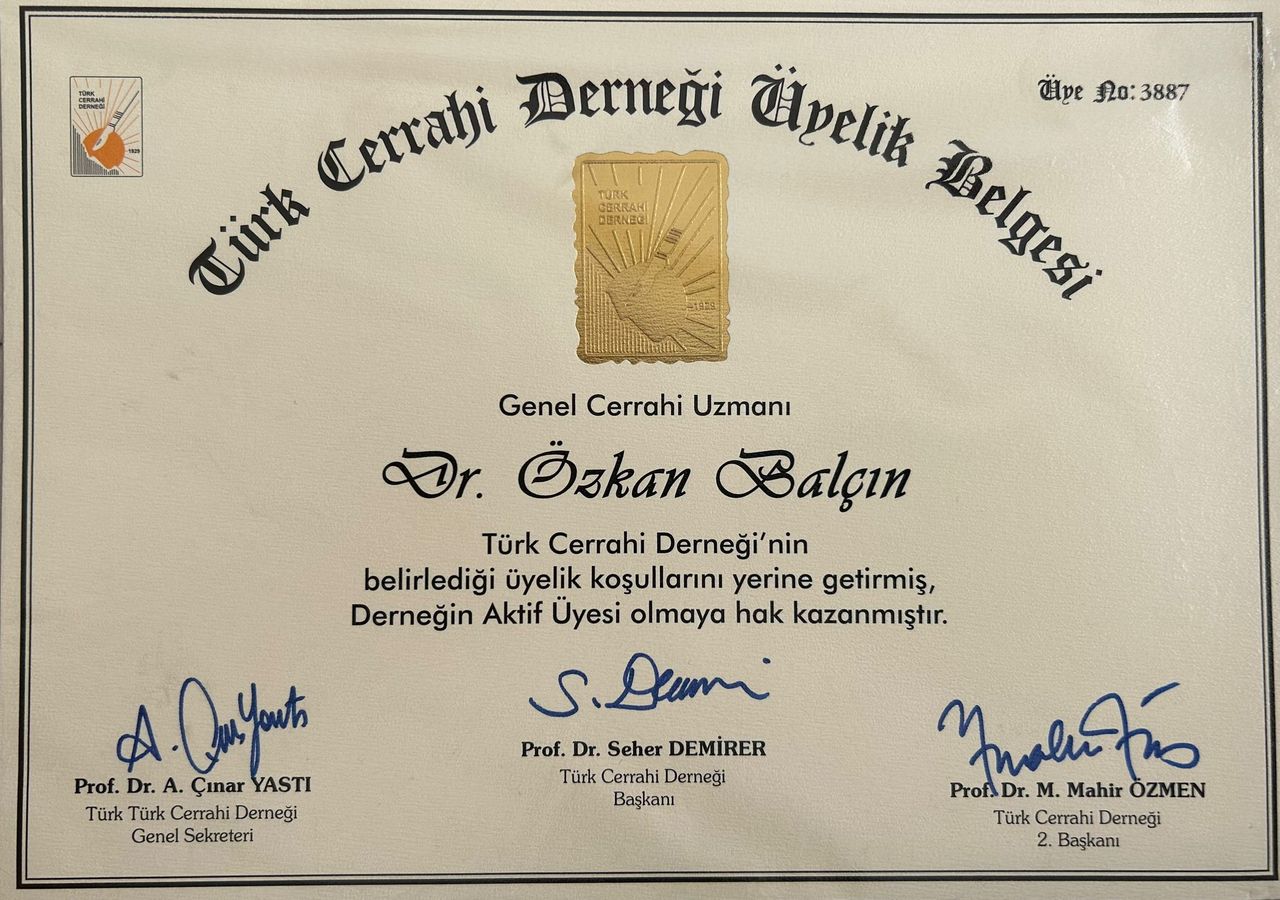 TÜRK
CERRAHİ
DERNEĞİ
1929
Üye No: 3887
Türk Cerrahi Derneği Üyelik Belgesi
TÜRK
CERRAHİ
DERNEĞİ
1929
Genel Cerrahi Uzmanı
Dr. Özkan Balçın
Türk Cerrahi Derneği'nin
belirlediği üyelik koşullarını yerine getirmiş,
Derneğin Aktif Üyesi olmaya hak kazanmıştır.
Prof. Dr. A. Çınar YASTI
Türk Türk Cerrahi Derneği
Genel Sekreteri
S. Demirer
Prof. Dr. Seher DEMİRER
Türk Cerrahi Derneği
Başkanı
Prof. Dr. M. Mahir ÖZMEN
Türk Cerrahi Derneği
2. Başkanı